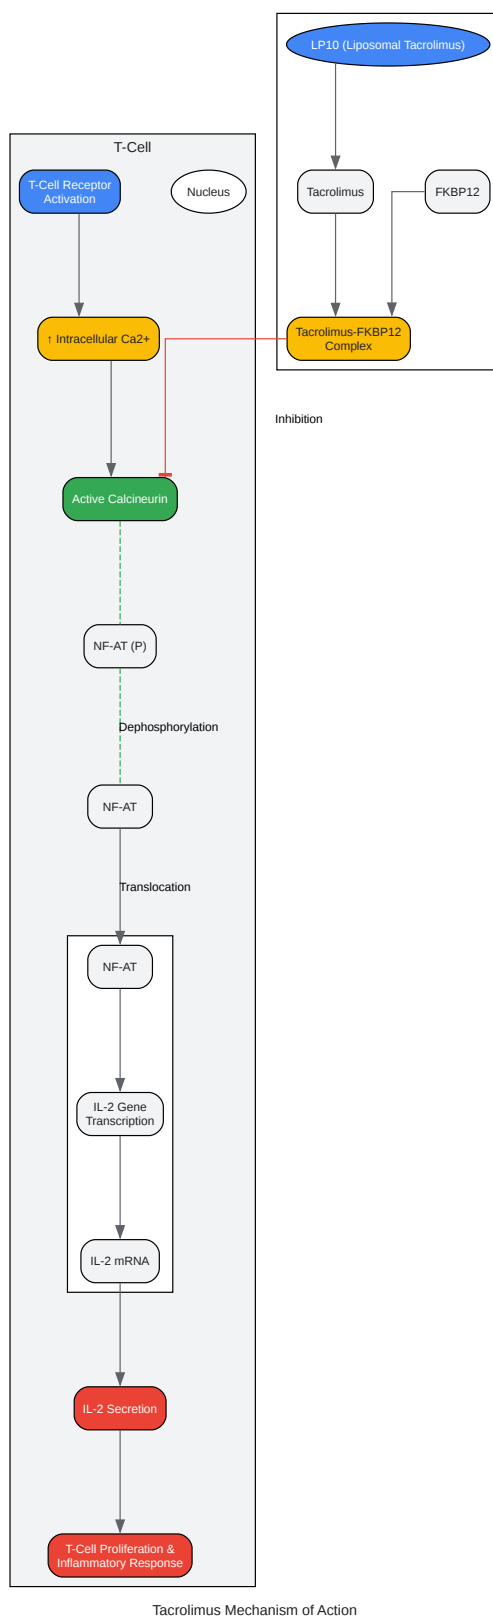 LP10 (Liposomal Tacrolimus)
T-Cell
T-Cell Receptor
Activation
Nucleus
Tacrolimus
FKBP12
↑ Intracellular Ca2+
Tacrolimus-FKBP12
Complex
Inhibition
Active Calcineurin
NF-AT (P)
Dephosphorylation
NF-AT
Translocation
NF-AT
IL-2 Gene
Transcription
IL-2 mRNA
IL-2 Secretion
T-Cell Proliferation &
Inflammatory Response
Tacrolimus Mechanism of Action